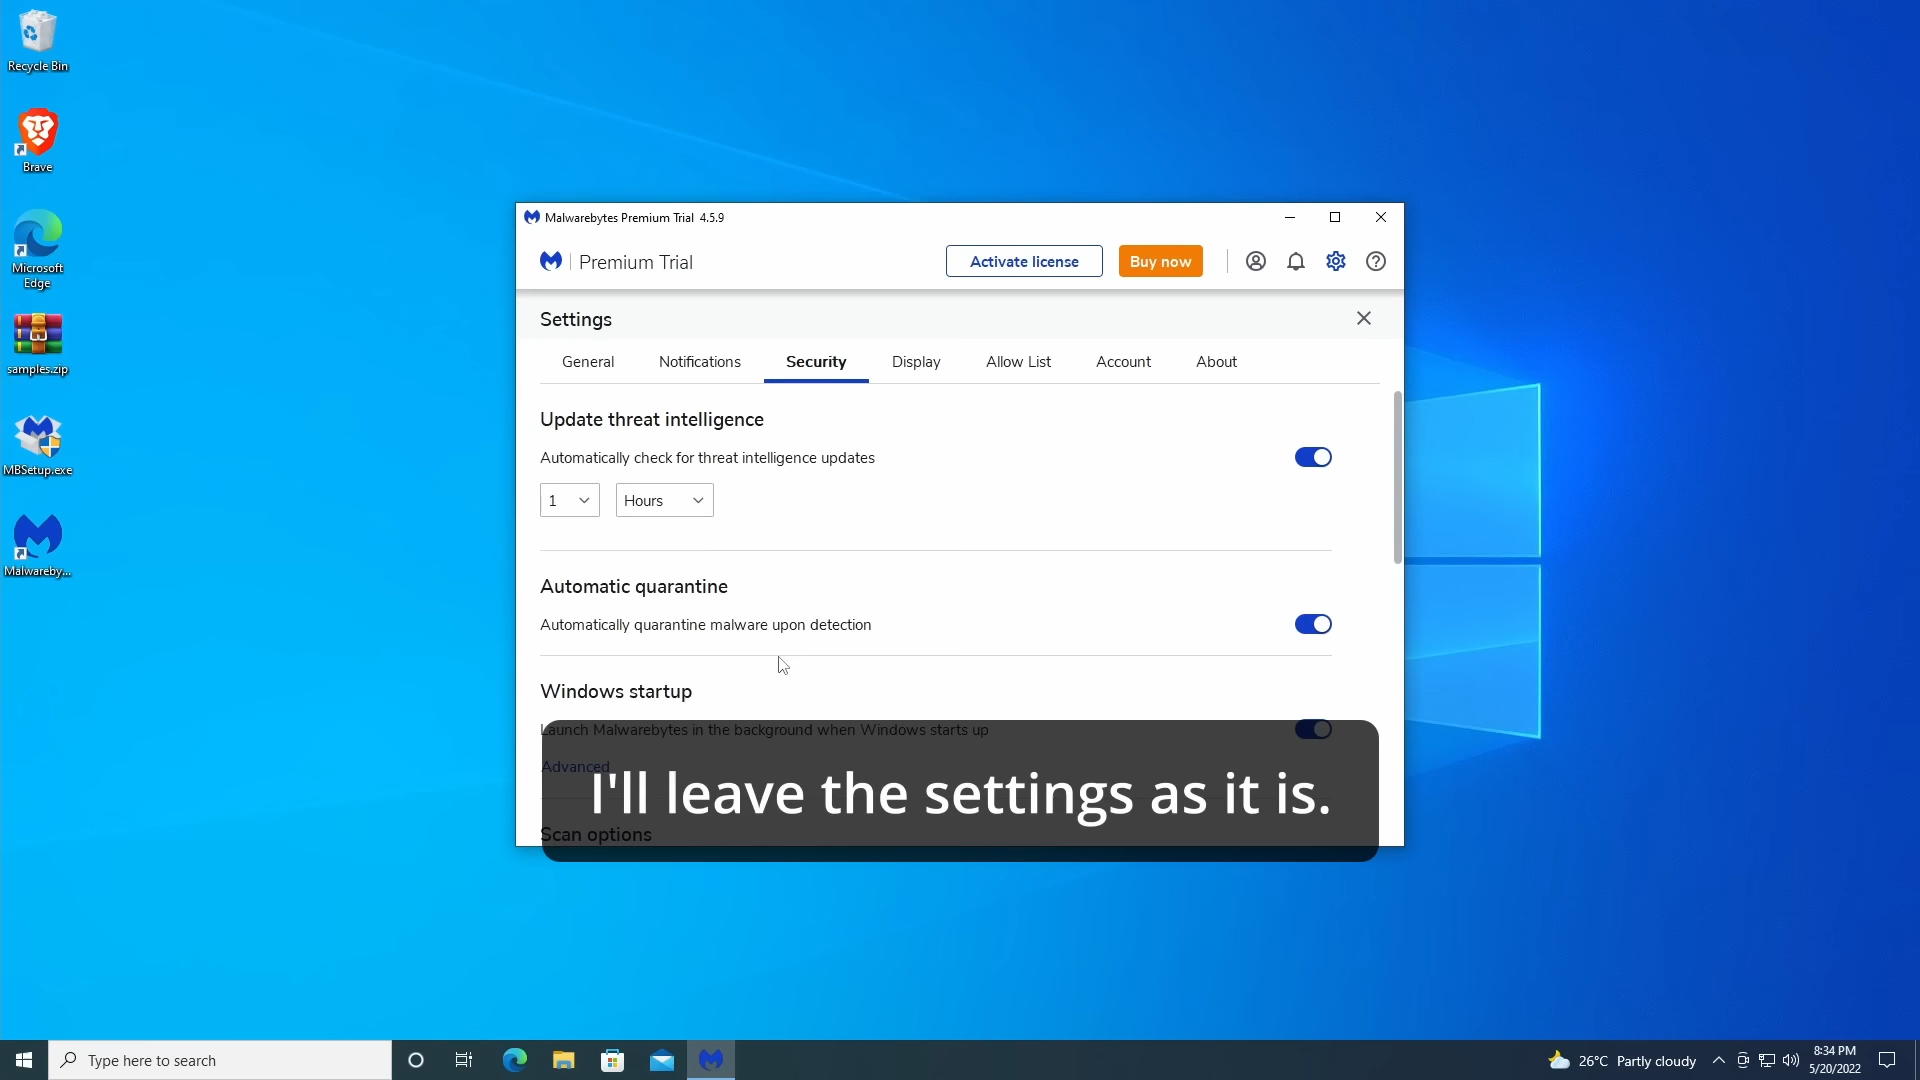 Recycle Bin
Brave
Microsoft
Edge
samples.zip
MBSetup.exe
Malwareby...
Malwarebytes Premium Trial 4.5.9
Premium Trial
Activate license
Buy now
Settings
General
Notifications
Security
Display
Allow List
Account
About
Update threat intelligence
Automatically check for threat intelligence updates
1
Hours
Automatic quarantine
Automatically quarantine malware upon detection
Windows startup
Launch Malwarebytes in the background when Windows starts up
Advanced
I'll leave the settings as it is.
Scan options
Type here to search
26°C Partly cloudy
8:34 PM
5/20/2022